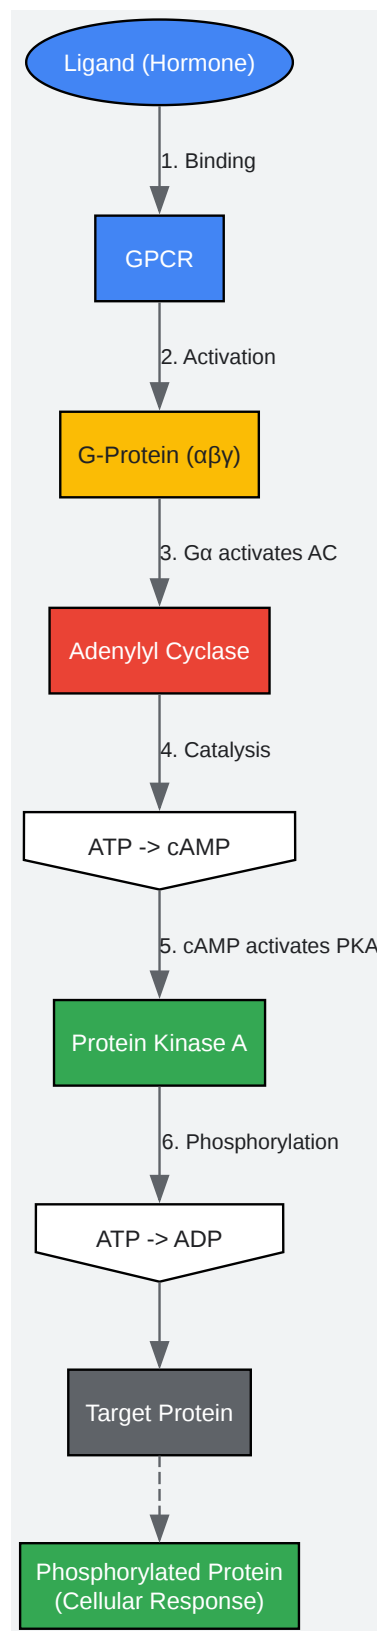 Ligand (Hormone)
1. Binding
GPCR
2. Activation
G-Protein (αβγ)
3. Gα activates AC
Adenylyl Cyclase
4. Catalysis
ATP -> cAMP
5. cAMP activates PKA
Protein Kinase A
6. Phosphorylation
ATP -> ADP
Target Protein
Phosphorylated Protein
(Cellular Response)